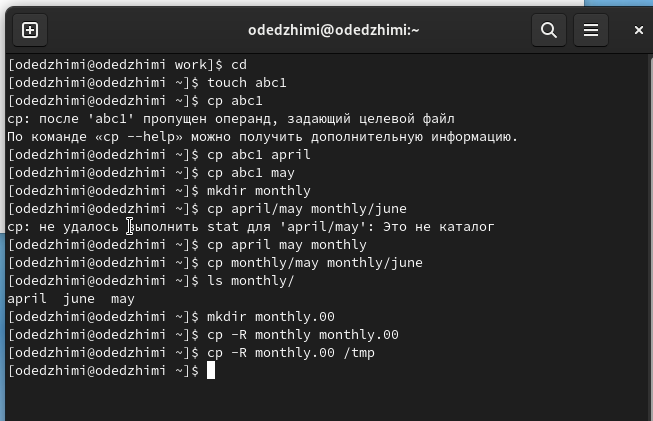 odedzhimi@odedzhimi:~
[odedzhimi@odedzhimi work]$ cd
[odedzhimi@odedzhimi ~]$ touch abc1
[odedzhimi@odedzhimi ~]$ cp abc1
cp: после 'abc1' пропущен операнд, задающий целевой файл
По команде «cp --help» можно получить дополнительную информацию.
[odedzhimi@odedzhimi ~]$ cp abc1 april
[odedzhimi@odedzhimi ~]$ cp abc1 may
[odedzhimi@odedzhimi ~]$ mkdir monthly
[odedzhimi@odedzhimi ~]$ cp april/may monthly/june
cp: не удалось выполнить stat для 'april/may': Это не каталог
[odedzhimi@odedzhimi ~]$ cp april may monthly
[odedzhimi@odedzhimi ~]$ cp monthly/may monthly/june
[odedzhimi@odedzhimi ~]$ ls monthly/
april  june  may
[odedzhimi@odedzhimi ~]$ mkdir monthly.00
[odedzhimi@odedzhimi ~]$ cp -R monthly monthly.00
[odedzhimi@odedzhimi ~]$ cp -R monthly.00 /tmp
[odedzhimi@odedzhimi ~]$